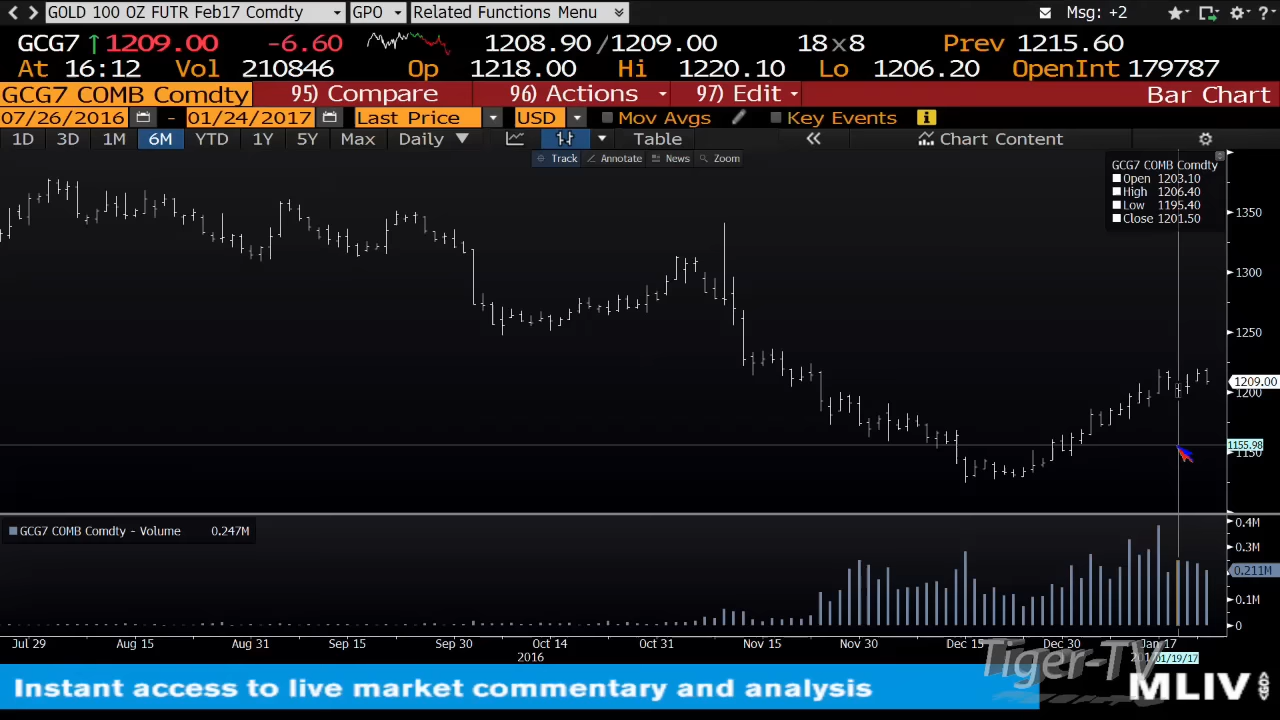 GOLD 100 OZ FUTR Feb17 Comdty GPO Related Functions Menu Msg: +2
GCG7 ↑1209.00 -6.60 1208.90/1209.00 18x8 Prev 1215.60
At 16:12 Vol 210846 Op 1218.00 Hi 1220.10 Lo 1206.20 OpenInt 179787
GCG7 COMB Comdty 95) Compare 96) Actions 97) Edit Bar Chart
07/26/2016 - 01/24/2017 Last Price USD Mov Avgs Key Events
1D 3D 1M 6M YTD 1Y 5Y Max Daily Table « Chart Content
Track Annotate News Zoom
GCG7 COMB Comdty
Open 1203.10
High 1206.40
Low 1195.40
Close 1201.50
1350
1300
1250
1209.00
1200
1155.98
1150
GCG7 COMB Comdty - Volume 0.247M
0.4M
0.3M
0.211M
0.1M
0
Jul 29 Aug 15 Aug 31 Sep 15 Sep 30 Oct 14 Oct 31 Nov 15 Nov 30 Dec 15 Dec 30 Jan 17
2016 01/19/17
Tiger-TV
Instant access to live market commentary and analysis MLIV GO